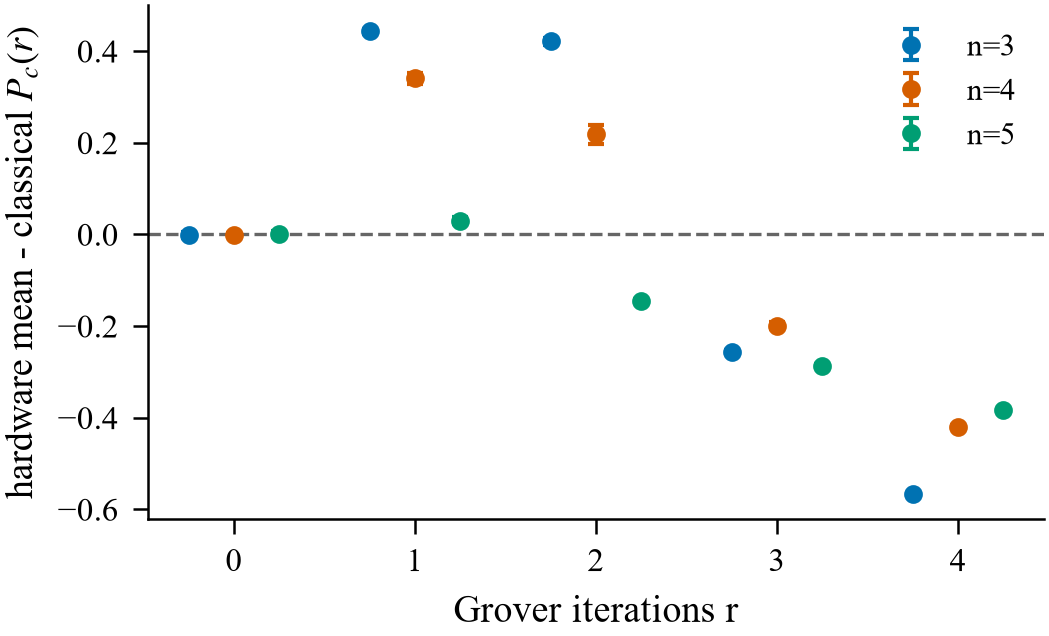 hardware mean - classical P_c(r)
0.4
0.2
0.0
−0.2
−0.4
−0.6
n=3
n=4
n=5
0 1 2 3 4
Grover iterations r